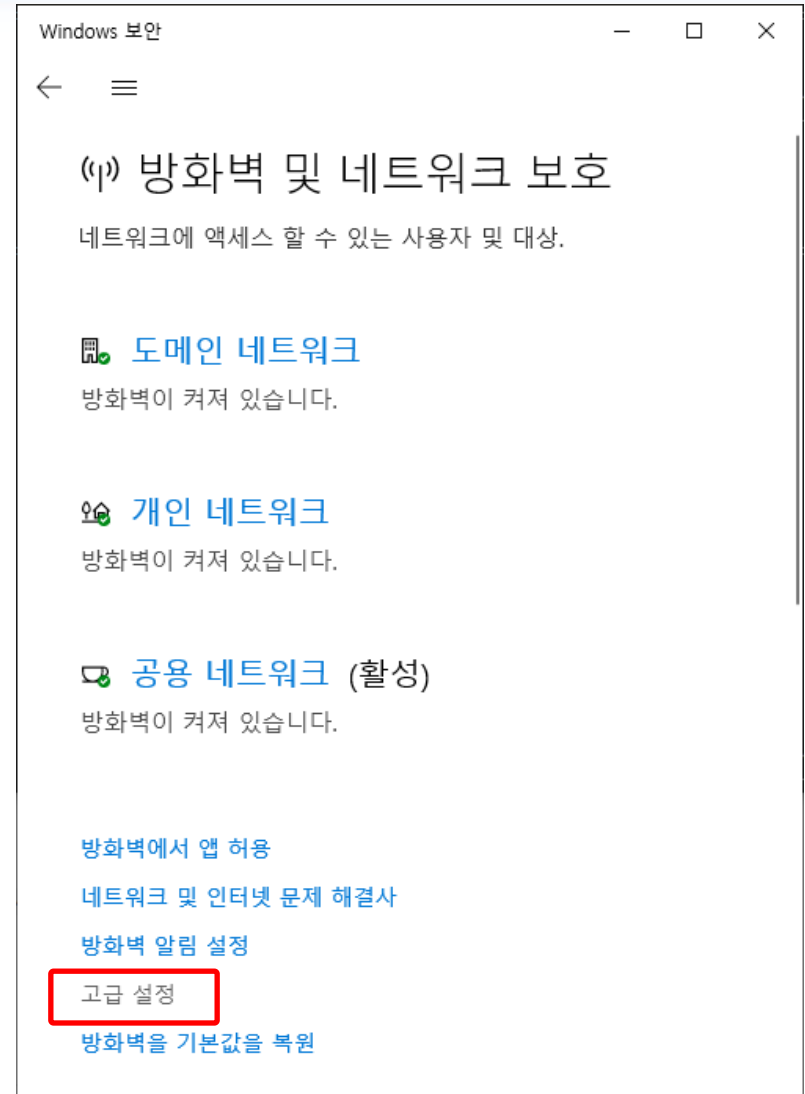 Windows 보안
방화벽 및 네트워크 보호
네트워크에 액세스 할 수 있는 사용자 및 대상.
도메인 네트워크
방화벽이 켜져 있습니다.
개인 네트워크
방화벽이 켜져 있습니다.
공용 네트워크 (활성)
방화벽이 켜져 있습니다.
방화벽에서 앱 허용
네트워크 및 인터넷 문제 해결사
방화벽 알림 설정
고급 설정
방화벽을 기본값을 복원